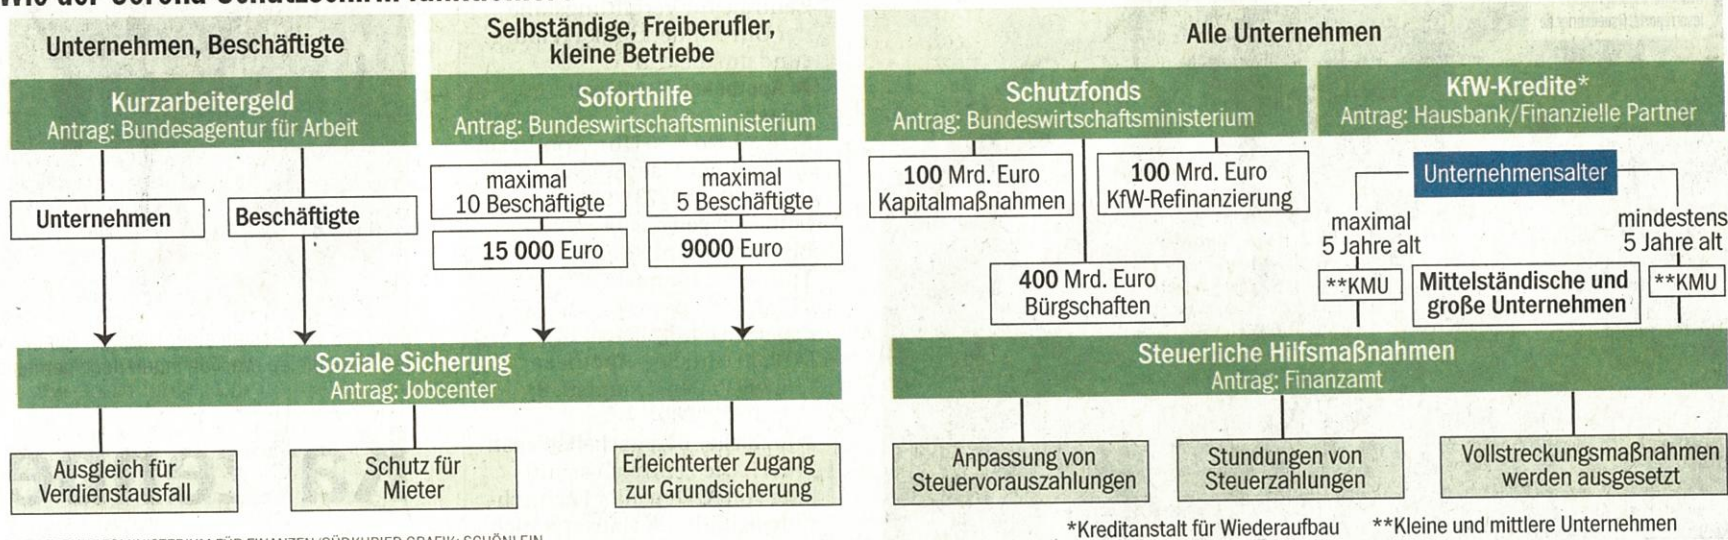 Unternehmen, Beschäftigte
Selbständige, Freiberufler,
kleine Betriebe
Alle Unternehmen
Kurzarbeitergeld
Antrag: Bundesagentur für Arbeit
Soforthilfe
Antrag: Bundeswirtschaftsministerium
Schutzfonds
Antrag: Bundeswirtschaftsministerium
KfW-Kredite*
Antrag: Hausbank/Finanzielle Partner
Unternehmen
Beschäftigte
maximal
10 Beschäftigte
15 000 Euro
maximal
5 Beschäftigte
9000 Euro
100 Mrd. Euro
Kapitalmaßnahmen
100 Mrd. Euro
KfW-Refinanzierung
400 Mrd. Euro
Bürgschaften
Unternehmensalter
maximal
5 Jahre alt
**KMU
Mittelständische und
große Unternehmen
mindestens
5 Jahre alt
**KMU
Soziale Sicherung
Antrag: Jobcenter
Steuerliche Hilfsmaßnahmen
Antrag: Finanzamt
Ausgleich für
Verdienstausfall
Schutz für
Mieter
Erleichterter Zugang
zur Grundsicherung
Anpassung von
Steuervorauszahlungen
Stundungen von
Steuerzahlungen
Vollstreckungsmaßnahmen
werden ausgesetzt
*Kreditanstalt für Wiederaufbau **Kleine und mittlere Unternehmen